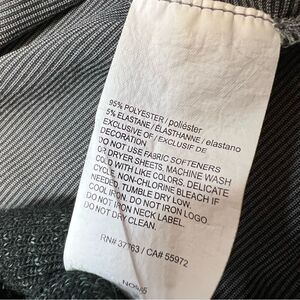 95% POLYESTER / poliéster
5% ELASTANE / ÉLASTHANNE / elastano
EXCLUSIVE OF / EXCLUSIF DE
DECORATION
DO NOT USE FABRIC SOFTENERS
OR DRYER SHEETS. MACHINE WASH
COLD WITH LIKE COLORS, DELICATE
CYCLE. NON-CHLORINE BLEACH IF
NEEDED. TUMBLE DRY LOW.
COOL IRON. DO NOT IRON LOGO.
DO NOT IRON NECK LABEL.
DO NOT DRY CLEAN.
RN# 37763 / CA# 55972